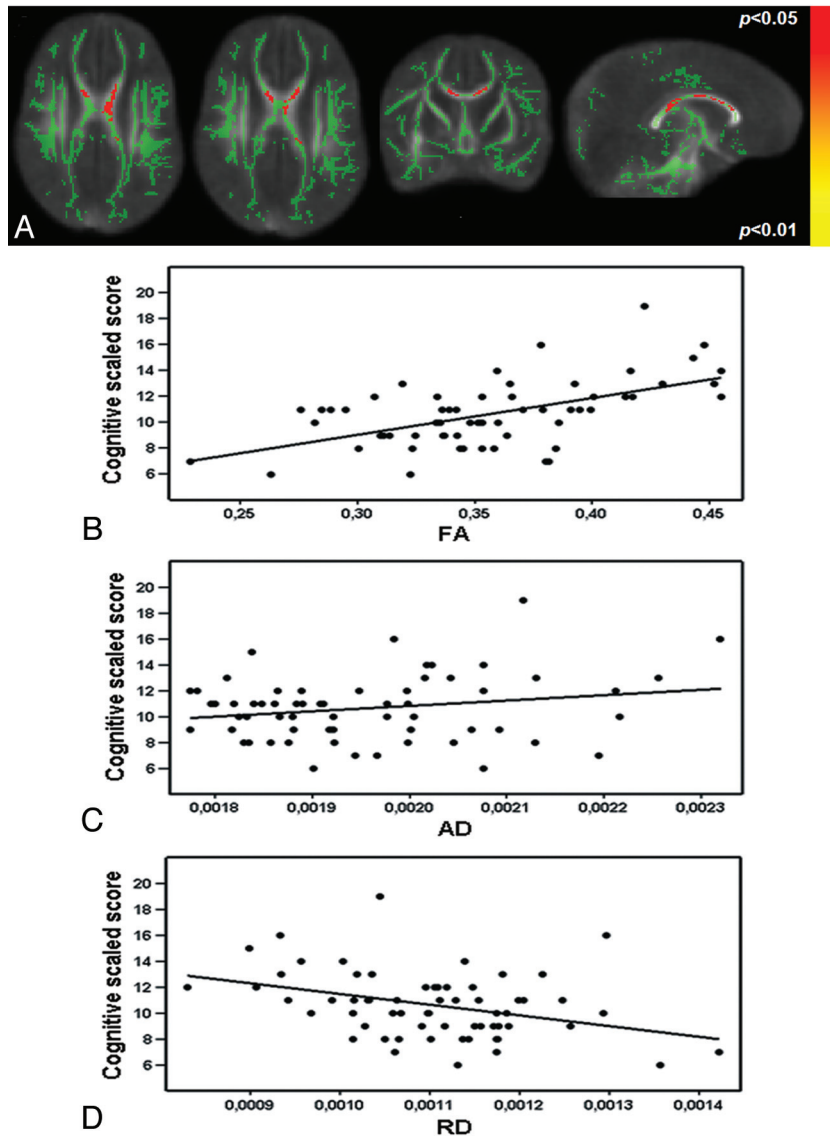 p<0.05
A
p<0.01
Cognitive scaled score
20
18
16
14
12
10
8
6
0,25 0,30 0,35 0,40 0,45
B
FA
Cognitive scaled score
20
18
16
14
12
10
8
6
0,0018 0,0019 0,0020 0,0021 0,0022 0,0023
C
AD
Cognitive scaled score
20
18
16
14
12
10
8
6
0,0009 0,0010 0,0011 0,0012 0,0013 0,0014
D
RD